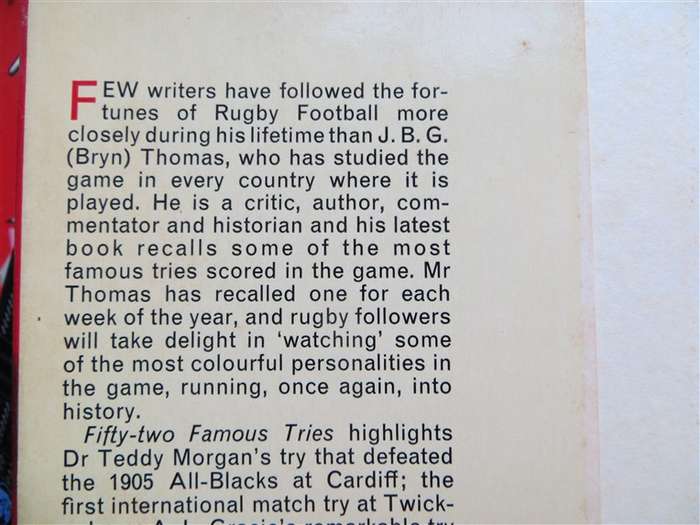 FEW writers have followed the for-
tunes of Rugby Football more
closely during his lifetime than J. B. G.
(Bryn) Thomas, who has studied the
game in every country where it is
played. He is a critic, author, com-
mentator and historian and his latest
book recalls some of the most
famous tries scored in the game. Mr
Thomas has recalled one for each
week of the year, and rugby followers
will take delight in ‘watching’ some
of the most colourful personalities in
the game, running, once again, into
history.
Fifty-two Famous Tries highlights
Dr Teddy Morgan's try that defeated
the 1905 All-Blacks at Cardiff; the
first international match try at Twick-
remarkable try